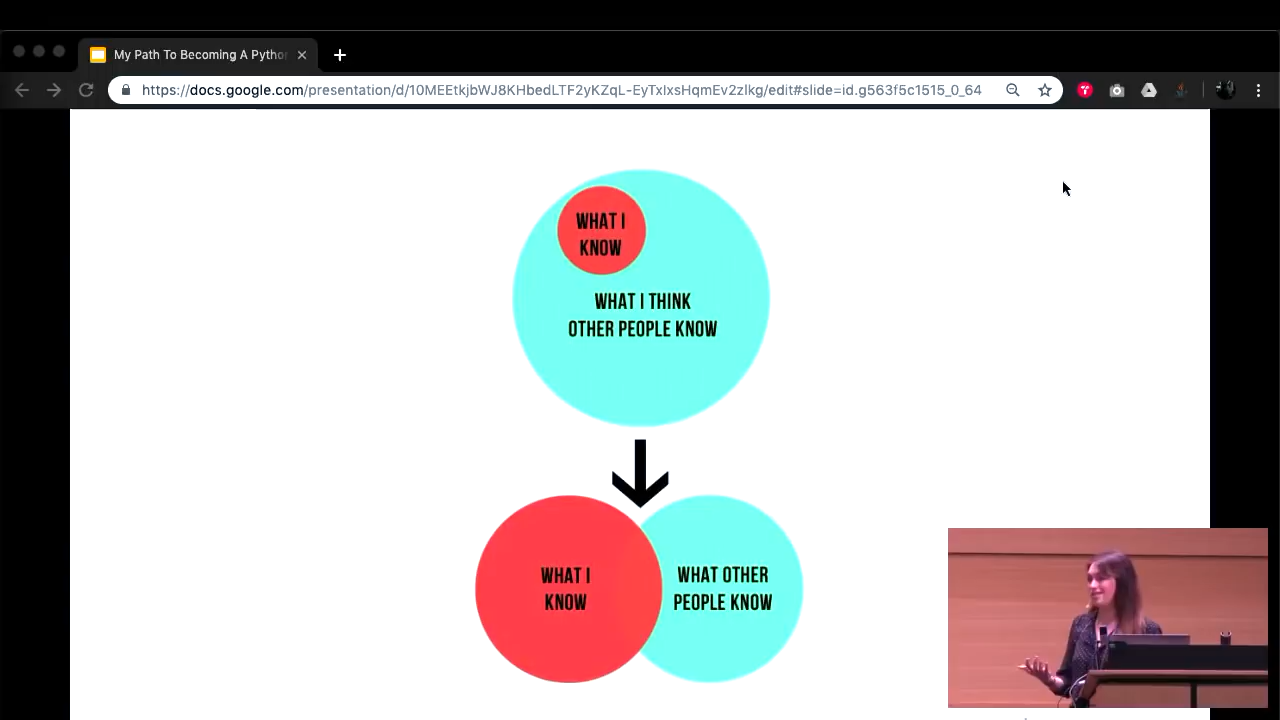 My Path To Becoming A Pytho
https://docs.google.com/presentation/d/10MEEtkjbWJ8KHbedLTF2yKZqL-EyTxIxsHqmEv2zIkg/edit#slide=id.g563f5c1515_0_64
WHAT I
KNOW
WHAT I THINK
OTHER PEOPLE KNOW
WHAT I
KNOW
WHAT OTHER
PEOPLE KNOW